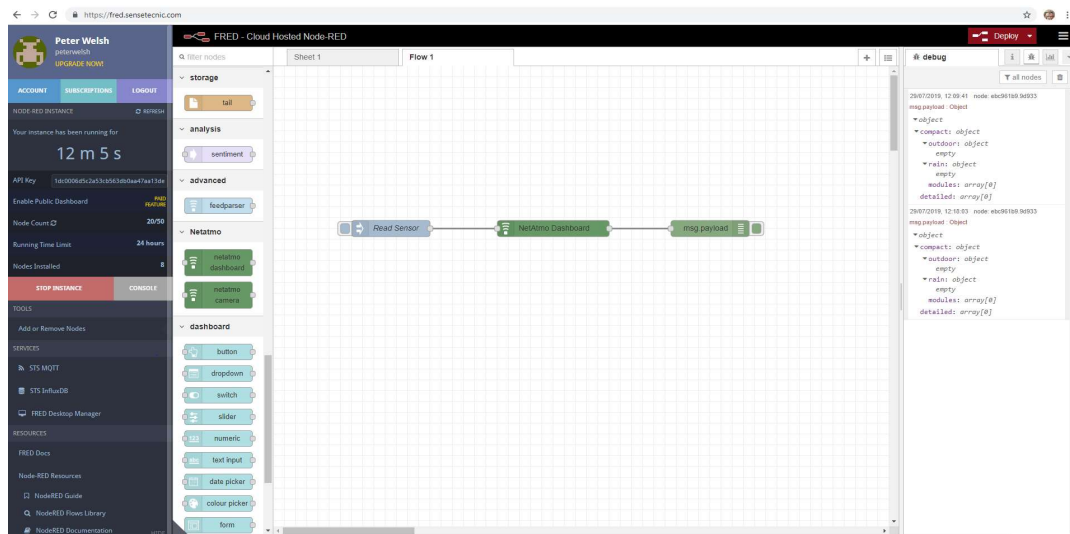 https://fred.sensetecnic.com
Peter Welsh
peterwelsh
UPGRADE NOW!
ACCOUNT SUBSCRIPTIONS LOGOUT
NODE-RED INSTANCE REFRESH
Your instance has been running for
12 m 5 s
API Key 1dc0006d5c2a53cb563db0aa47aa13de
Enable Public Dashboard PAID FEATURE
Node Count 20/50
Running Time Limit 24 hours
Nodes Installed 8
STOP INSTANCE CONSOLE
TOOLS
Add or Remove Nodes
SERVICES
STS MQTT
STS InfluxDB
FRED Desktop Manager
RESOURCES
FRED Docs
Node-RED Resources
NodeRED Guide
NodeRED Flows Library
NodeRED Documentation
FRED - Cloud Hosted Node-RED
Deploy
filter nodes
storage
tail
analysis
sentiment
advanced
feedparser
Netatmo
netatmo
dashboard
netatmo
camera
dashboard
button
dropdown
switch
slider
numeric
text input
date picker
colour picker
form
Sheet 1 Flow 1
Read Sensor NetAtmo Dashboard msg.payload
debug
all nodes
29/07/2019, 12:09:41 node: ebc961b9.9d933
msg.payload : Object
object
compact: object
outdoor: object
empty
rain: object
empty
modules: array[0]
detailed: array[0]
29/07/2019, 12:18:03 node: ebc961b9.9d933
msg.payload : Object
object
compact: object
outdoor: object
empty
rain: object
empty
modules: array[0]
detailed: array[0]